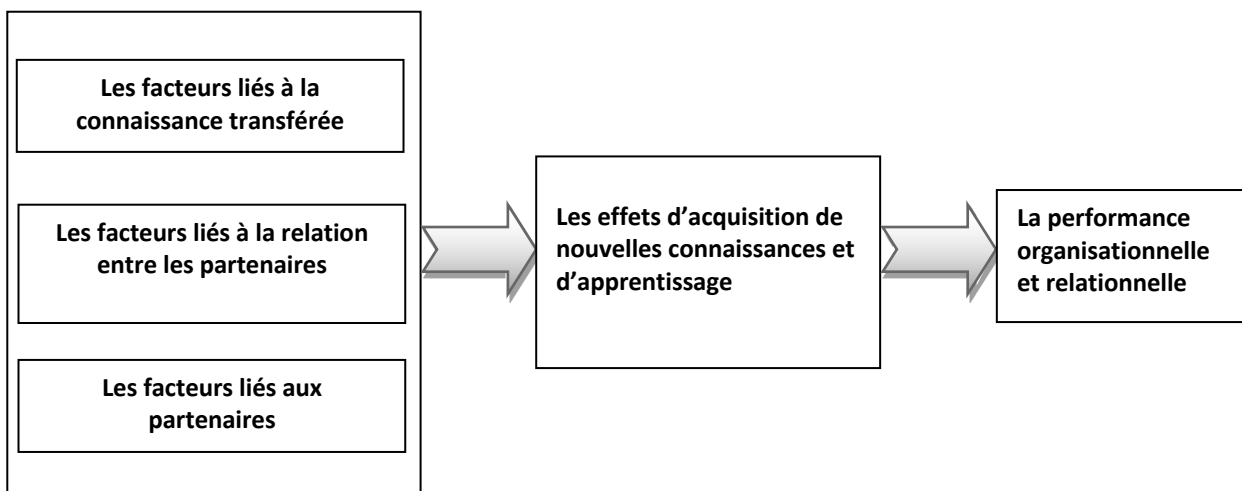 Les facteurs liés à la
connaissance transférée
Les facteurs liés à la relation
entre les partenaires
Les facteurs liés aux
partenaires
Les effets d’acquisition de
nouvelles connaissances et
d’apprentissage
La performance
organisationnelle
et relationnelle